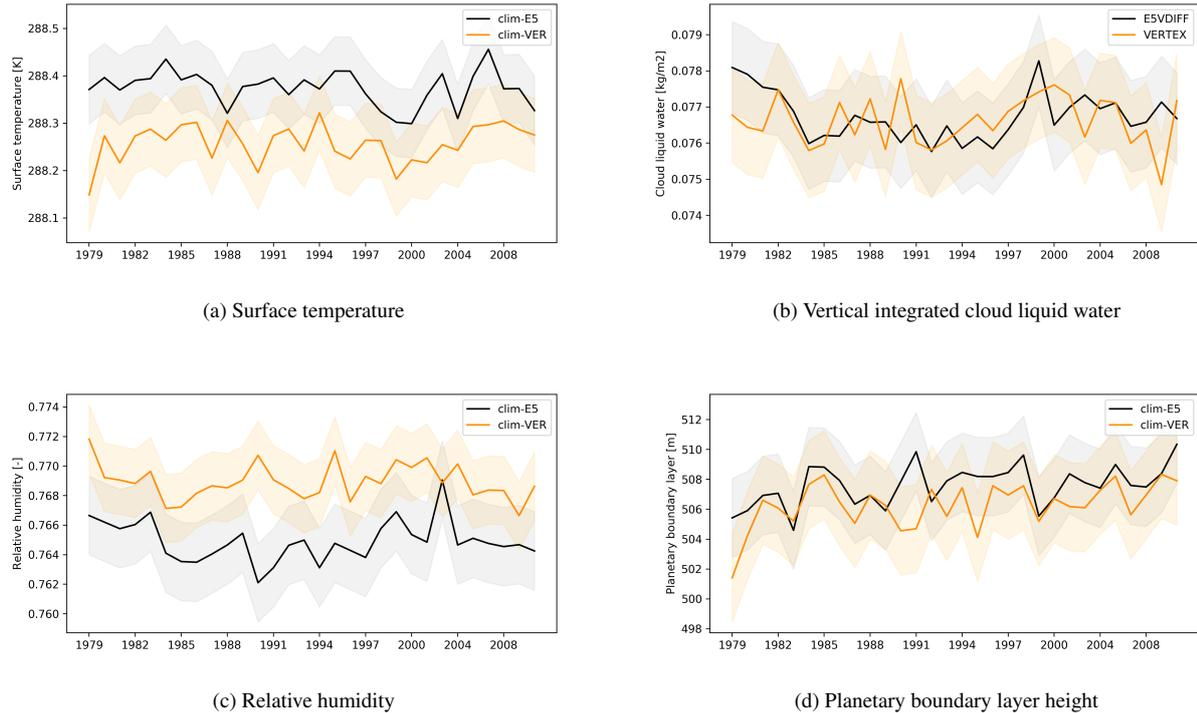 288.5
288.4
288.3
288.2
288.1
Surface temperature [K]
clim-E5
clim-VER
1979 1982 1985 1988 1991 1994 1997 2000 2004 2008
(a) Surface temperature
0.079
0.078
0.077
0.076
0.075
0.074
Cloud liquid water [kg/m2]
E5VDIFF
VERTEX
1979 1982 1985 1988 1991 1994 1997 2000 2004 2008
(b) Vertical integrated cloud liquid water
0.774
0.772
0.770
0.768
0.766
0.764
0.762
0.760
Relative humidity [-]
clim-E5
clim-VER
1979 1982 1985 1988 1991 1994 1997 2000 2004 2008
(c) Relative humidity
512
510
508
506
504
502
500
498
Planetary boundary layer [m]
clim-E5
clim-VER
1979 1982 1985 1988 1991 1994 1997 2000 2004 2008
(d) Planetary boundary layer height